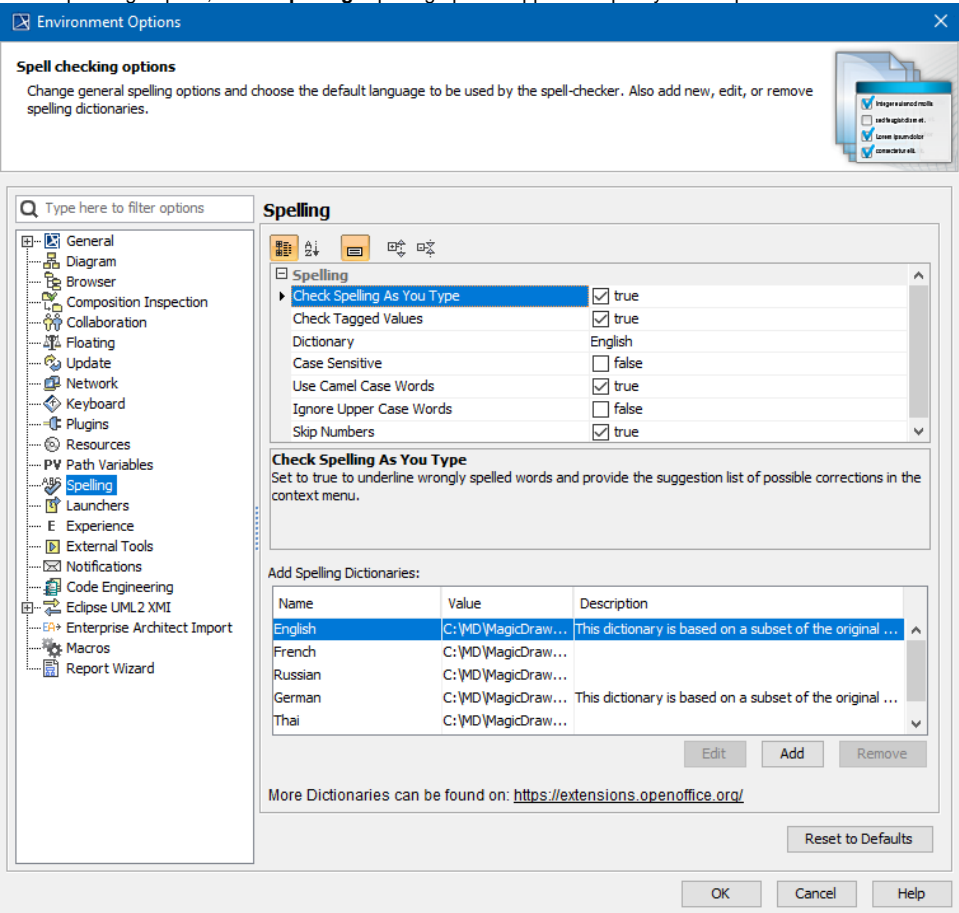 Environment Options
Spell checking options
Change general spelling options and choose the default language to be used by the spell-checker. Also add new, edit, or remove
spelling dictionaries.
Type here to filter options
General
Diagram
Browser
Composition Inspection
Collaboration
Floating
Update
Network
Keyboard
Plugins
Resources
PV Path Variables
Spelling
Launchers
E Experience
External Tools
Notifications
Code Engineering
Eclipse UML2 XMI
Enterprise Architect Import
Macros
Report Wizard
Spelling
Spelling
Check Spelling As You Type true
Check Tagged Values true
Dictionary English
Case Sensitive false
Use Camel Case Words true
Ignore Upper Case Words false
Skip Numbers true
Check Spelling As You Type
Set to true to underline wrongly spelled words and provide the suggestion list of possible corrections in the
context menu.
Add Spelling Dictionaries:
Name Value Description
English C:\MD\MagicDraw... This dictionary is based on a subset of the original ...
French C:\MD\MagicDraw...
Russian C:\MD\MagicDraw...
German C:\MD\MagicDraw... This dictionary is based on a subset of the original ...
Thai C:\MD\MagicDraw...
Edit Add Remove
More Dictionaries can be found on: https://extensions.openoffice.org/
Reset to Defaults
OK Cancel Help